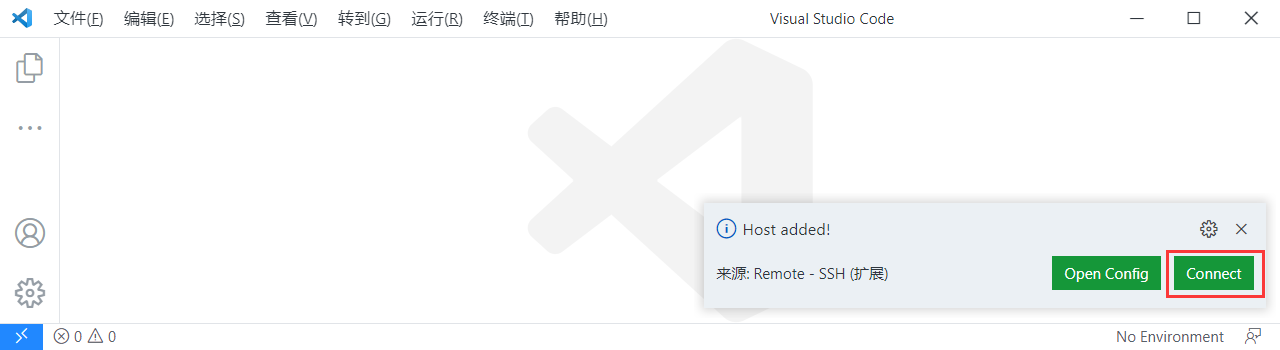 文件(F) 编辑(E) 选择(S) 查看(V) 转到(G) 运行(R) 终端(T) 帮助(H) Visual Studio Code
Host added!
来源: Remote - SSH (扩展) Open Config Connect
0 0 No Environment